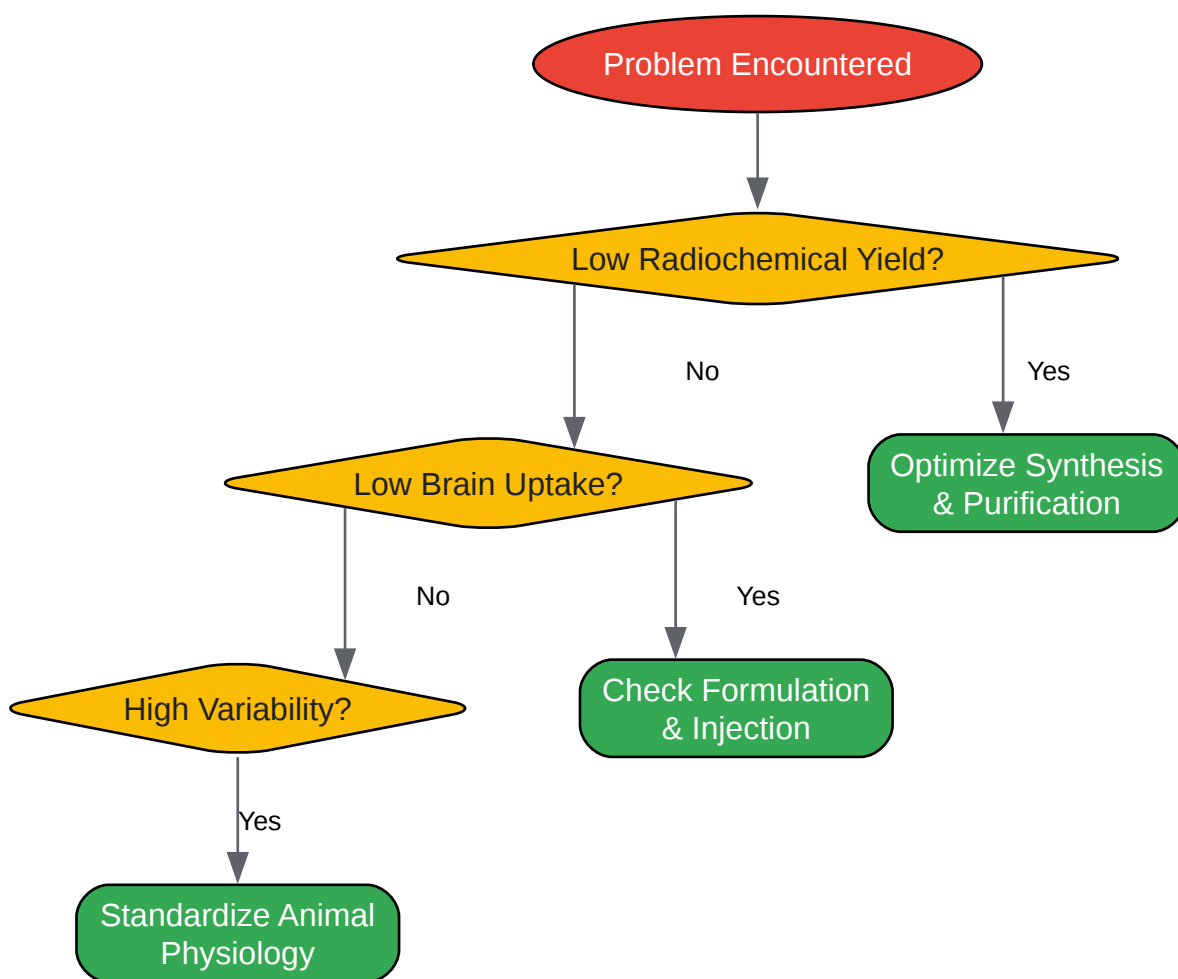 Problem Encountered
Low Radiochemical Yield?
No
Yes
Optimize Synthesis
& Purification
Low Brain Uptake?
No
Yes
Check Formulation
& Injection
High Variability?
Yes
Standardize Animal
Physiology